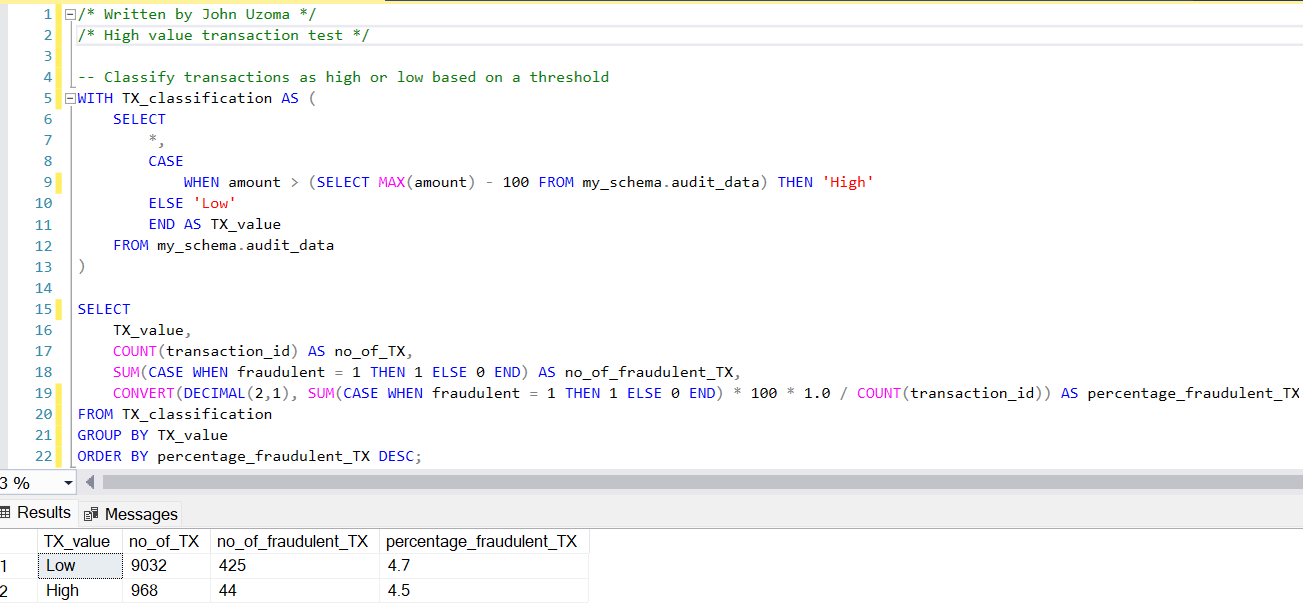 1 /* Written by John Uzoma */
2 /* High value transaction test */
3
4 -- Classify transactions as high or low based on a threshold
5 WITH TX_classification AS (
6 SELECT
7 *,
8 CASE
9 WHEN amount > (SELECT MAX(amount) - 100 FROM my_schema.audit_data) THEN 'High'
10 ELSE 'Low'
11 END AS TX_value
12 FROM my_schema.audit_data
13 )
14
15 SELECT
16 TX_value,
17 COUNT(transaction_id) AS no_of_TX,
18 SUM(CASE WHEN fraudulent = 1 THEN 1 ELSE 0 END) AS no_of_fraudulent_TX,
19 CONVERT(DECIMAL(2,1), SUM(CASE WHEN fraudulent = 1 THEN 1 ELSE 0 END) * 100 * 1.0 / COUNT(transaction_id)) AS percentage_fraudulent_TX
20 FROM TX_classification
21 GROUP BY TX_value
22 ORDER BY percentage_fraudulent_TX DESC;
3 %
Results Messages
TX_value no_of_TX no_of_fraudulent_TX percentage_fraudulent_TX
1 Low 9032 425 4.7
2 High 968 44 4.5